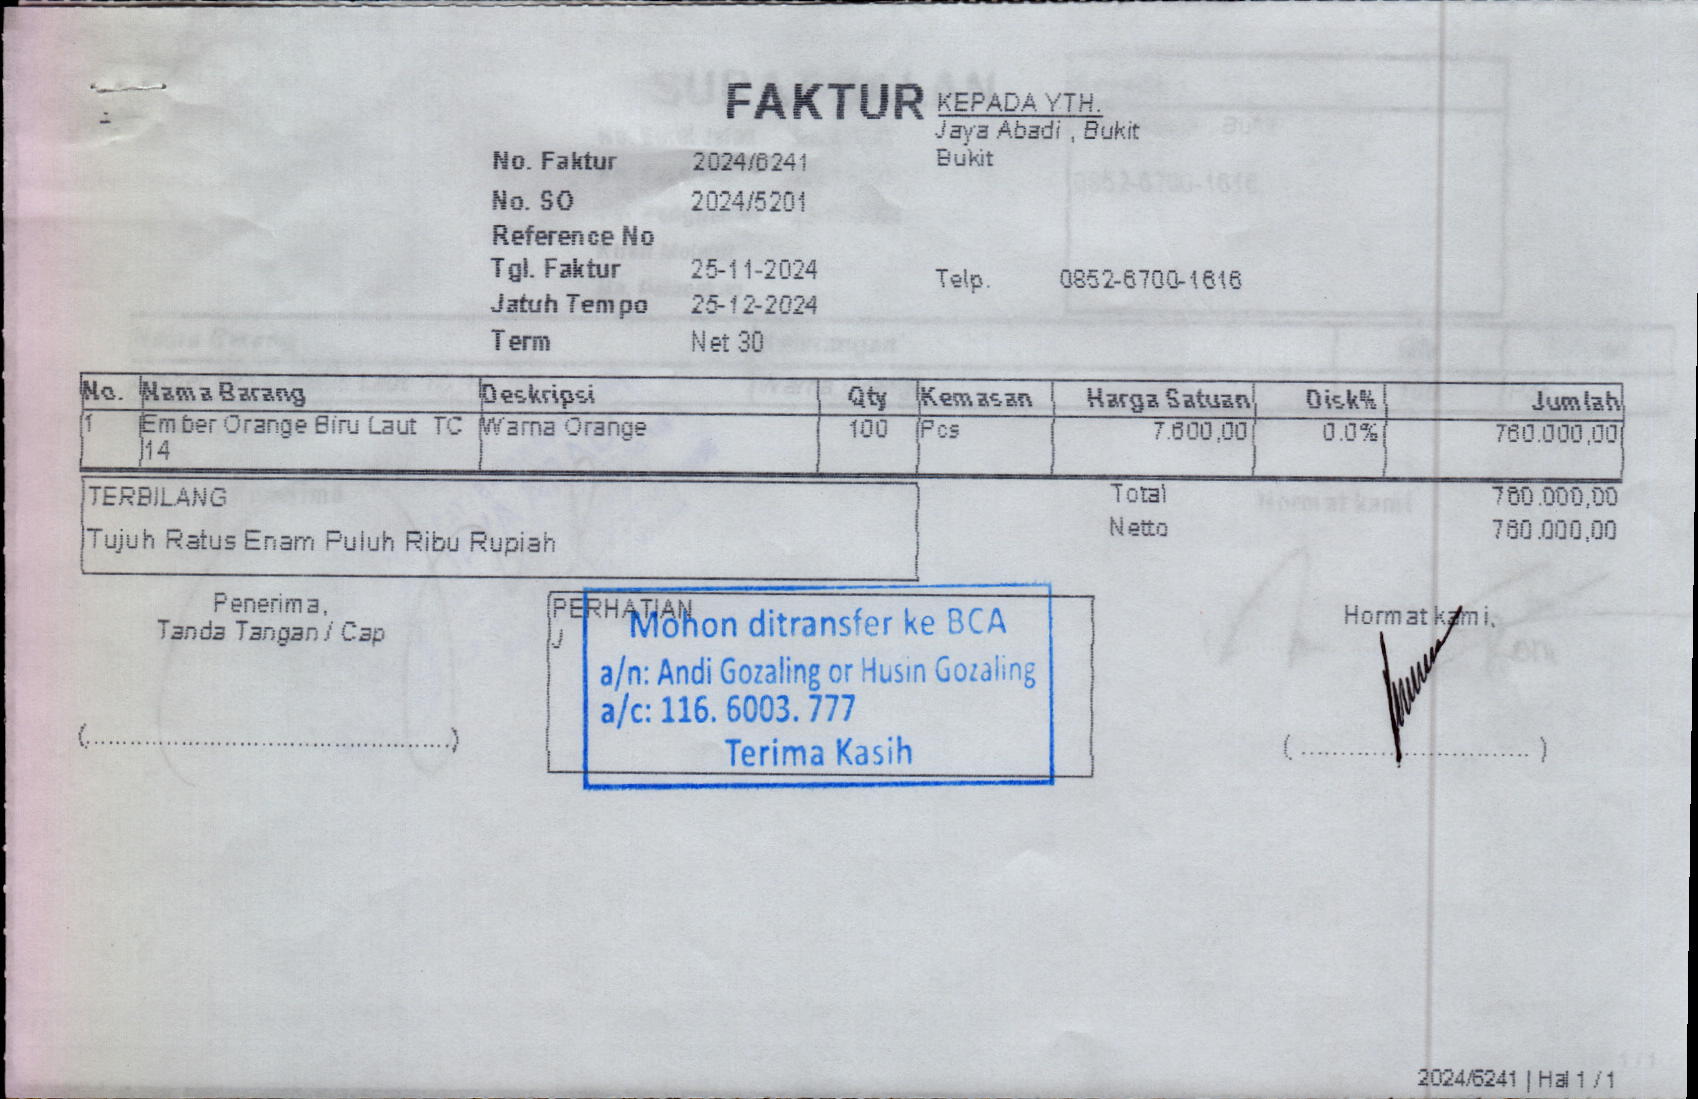 FAKTUR
KEPADA YTH.
Jaya Abadi , Bukit
Bukit
No. Faktur 2024/6241
No. SO 2024/5201
Reference No
Tgl. Faktur 25-11-2024
Telp. 0852-6700-1616
Jatuh Tempo 25-12-2024
Term Net 30
No. Nama Barang Deskripsi Qty Kemasan Harga Satuan Disk% Jumlah
1 Ember Orange Biru Laut TC Warna Orange 100 Pcs 7.600,00 0.0% 760.000,00
14
TERBILANG
Tujuh Ratus Enam Puluh Ribu Rupiah
Total 760.000,00
Netto 760.000,00
Penerima,
Tanda Tangan / Cap
(..............................................)
PERHATIAN
Mohon ditransfer ke BCA
a/n: Andi Gozaling or Husin Gozaling
a/c: 116. 6003. 777
Terima Kasih
Hormat kami,
( ............................. )
2024/6241 | Hal 1 / 1